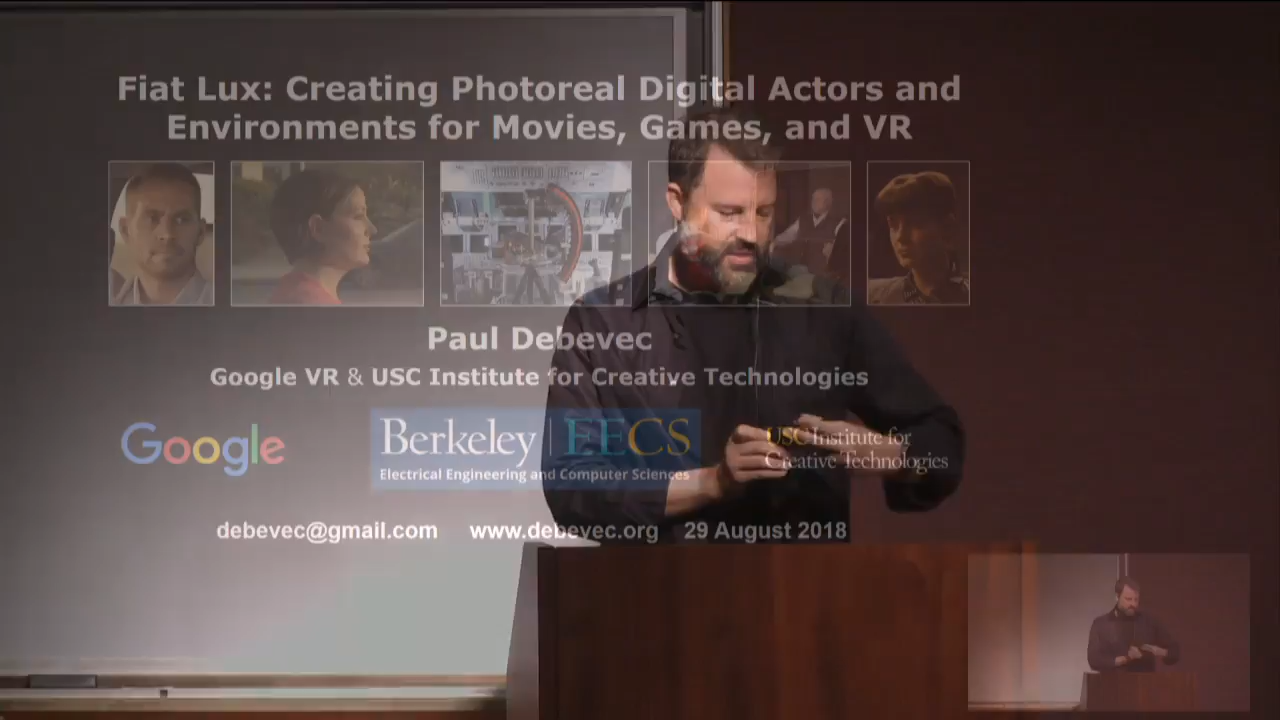 Fiat Lux: Creating Photoreal Digital Actors and
Environments for Movies, Games, and VR
Paul Debevec
Google VR & USC Institute for Creative Technologies
Google
Berkeley | EECS
Electrical Engineering and Computer Sciences
USC Institute for
Creative Technologies
debevec@gmail.com www.debevec.org 29 August 2018